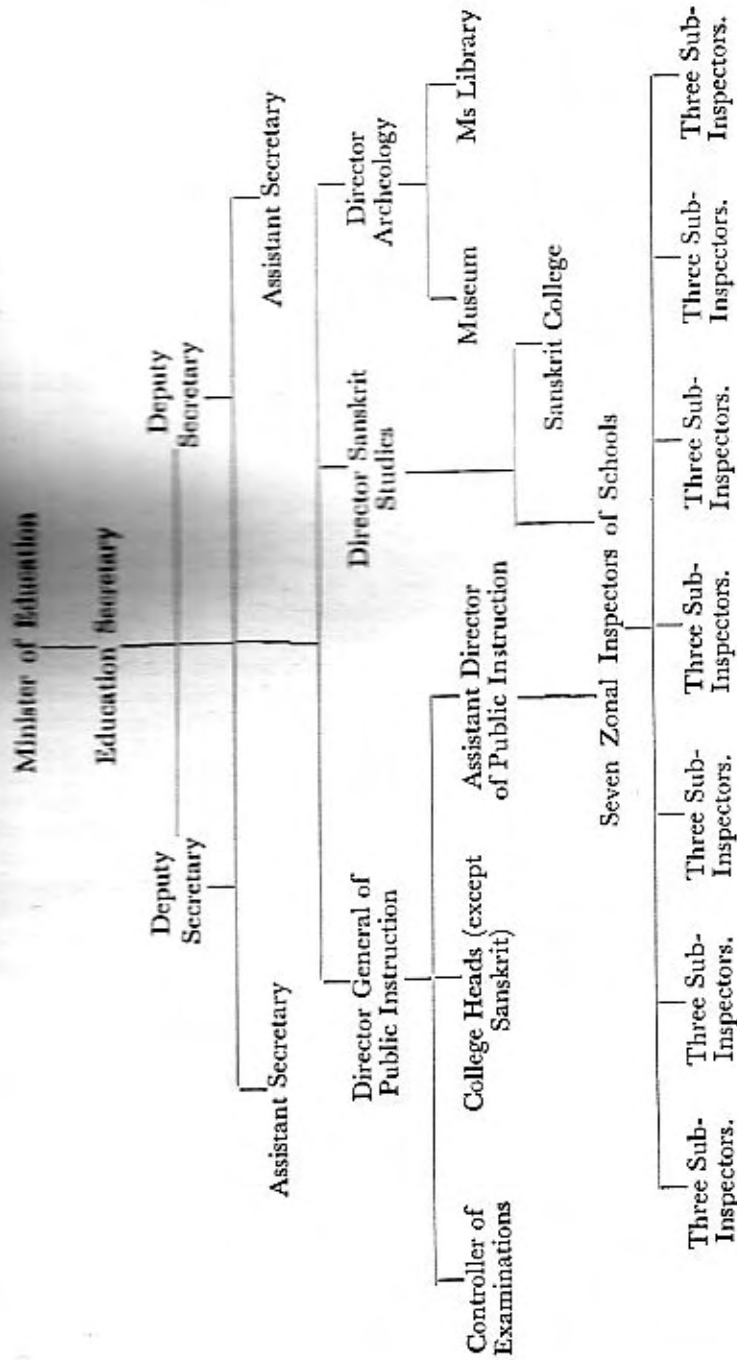 Minister of Education
Education Secretary
Deputy
Secretary
Deputy
Secretary
Assistant Secretary
Assistant Secretary
Director General of
Public Instruction
Director Sanskrit
Studies
Director
Archeology
Controller of
Examinations
College Heads (except
Sanskrit)
Assistant Director
of Public Instruction
Museum
Ms Library
Sanskrit College
Seven Zonal Inspectors of Schools
Three Sub-
Inspectors.
Three Sub-
Inspectors.
Three Sub-
Inspectors.
Three Sub-
Inspectors.
Three Sub-
Inspectors.
Three Sub-
Inspectors.
Three Sub-
Inspectors.